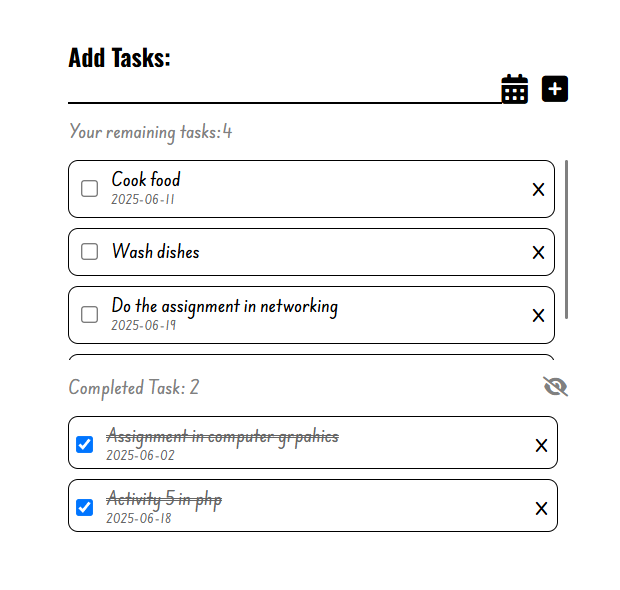 Add Tasks:
Your remaining tasks:4
Cook food
2025-06-11
X
Wash dishes
X
Do the assignment in networking
2025-06-19
X
Completed Task: 2
Assignment in computer grpahics
2025-06-02
X
Activity 5 in php
2025-06-18
X